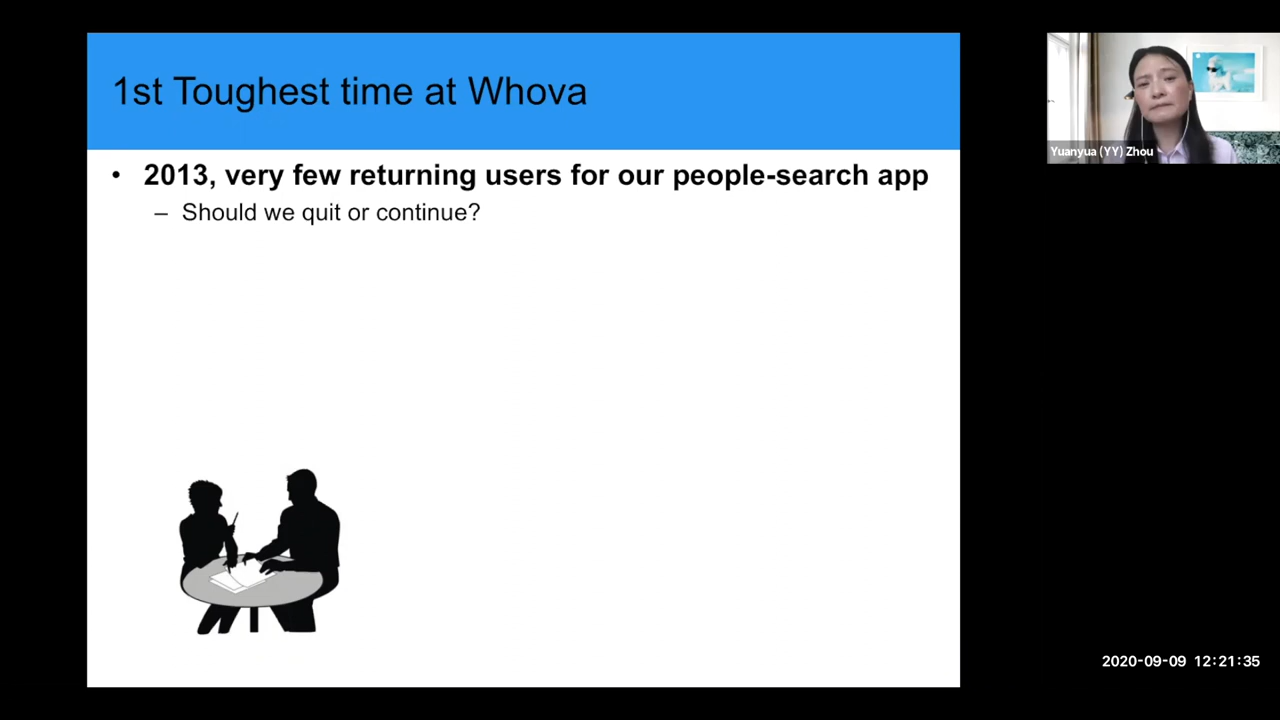 1st Toughest time at Whova
• 2013, very few returning users for our people-search app
– Should we quit or continue?
Yuanyua (YY) Zhou
2020-09-09 12:21:35